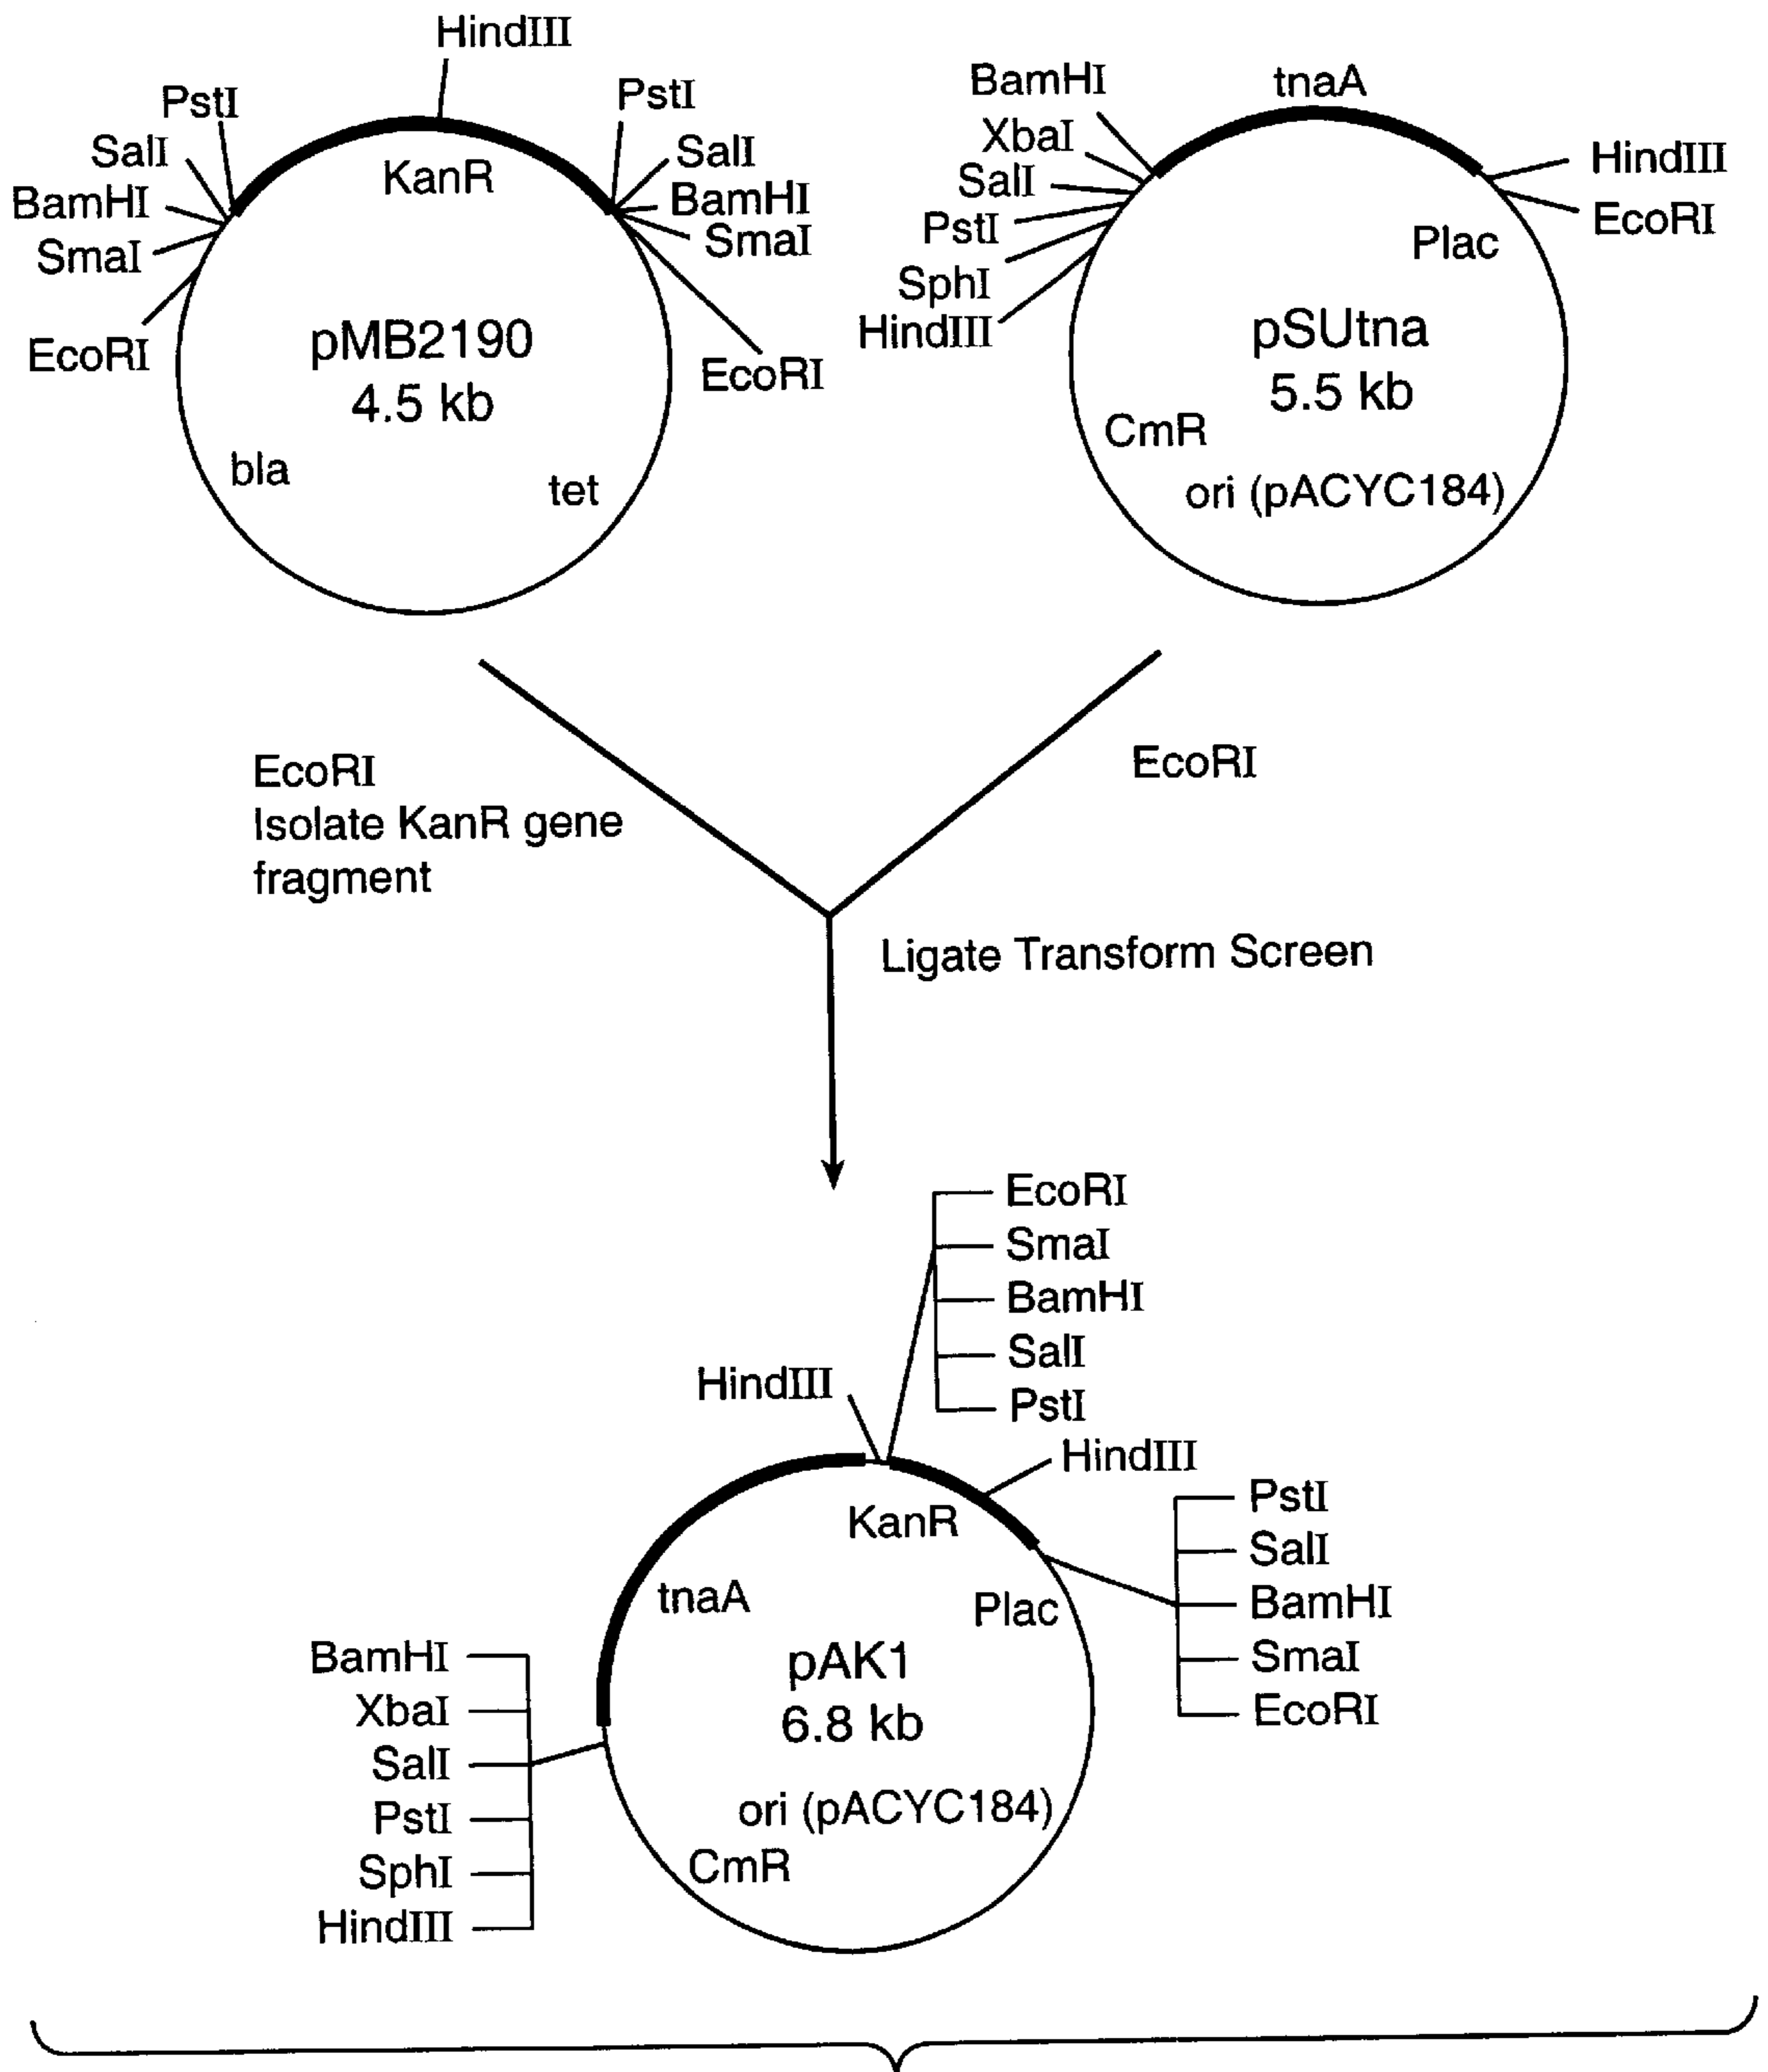 HindIII
PstI
SalI
BamHI
SmaI
EcoRI
KanR
PstI
SalI
BamHI
SmaI
EcoRI
pMB2190
4.5 kb
bla
tet
BamHI
XbaI
SalI
PstI
SphI
HindIII
tnaA
HindIII
EcoRI
Plac
pSUtna
5.5 kb
CmR
ori (pACYC184)
EcoRI
Isolate KanR gene
fragment
EcoRI
Ligate Transform Screen
EcoRI
SmaI
BamHI
SalI
PstI
HindIII
HindIII
KanR
PstI
SalI
BamHI
SmaI
EcoRI
tnaA
Plac
pAK1
6.8 kb
BamHI
XbaI
SalI
PstI
SphI
HindIII
ori (pACYC184)
CmR